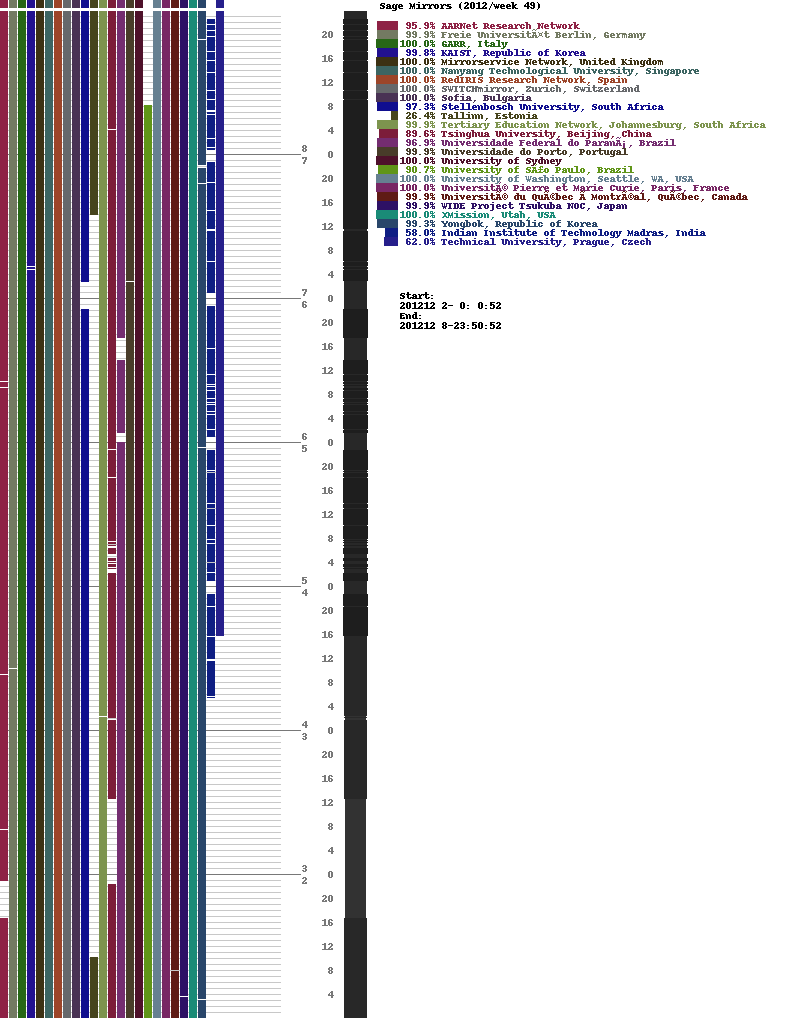 Sage Mirrors (2012/week 49)
95.9% AARNet Research Network
99.9% Freie UniversitÃ¤t Berlin, Germany
100.0% GARR, Italy
99.8% KAIST, Republic of Korea
100.0% Mirrorservice Network, United Kingdom
100.0% Nanyang Technological University, Singapore
100.0% RedIRIS Research Network, Spain
100.0% SWITCHmirror, Zurich, Switzerland
100.0% Sofia, Bulgaria
97.3% Stellenbosch University, South Africa
26.4% Tallinn, Estonia
99.9% Tertiary Education Network, Johannesburg, South Africa
89.6% Tsinghua University, Beijing, China
96.9% Universidade Federal do ParanÃ¡, Brazil
99.9% Universidade do Porto, Portugal
100.0% University of Sydney
90.7% University of SÃ£o Paulo, Brazil
100.0% University of Washington, Seattle, WA, USA
100.0% UniversitÃ© Pierre et Marie Curie, Paris, France
99.9% UniversitÃ© du QuÃ©bec Ã MontrÃ©al, QuÃ©bec, Canada
99.9% WIDE Project Tsukuba NOC, Japan
100.0% XMission, Utah, USA
99.3% Yongbok, Republic of Korea
58.0% Indian Institute of Technology Madras, India
62.0% Technical University, Prague, Czech
Start:
201212 2- 0: 0:52
End:
201212 8-23:50:52
20
16
12
8
4
8
0
7
20
16
12
8
4
7
0
6
20
16
12
8
4
6
0
5
20
16
12
8
4
5
0
4
20
16
12
8
4
4
0
3
20
16
12
8
4
3
0
2
20
16
12
8
4